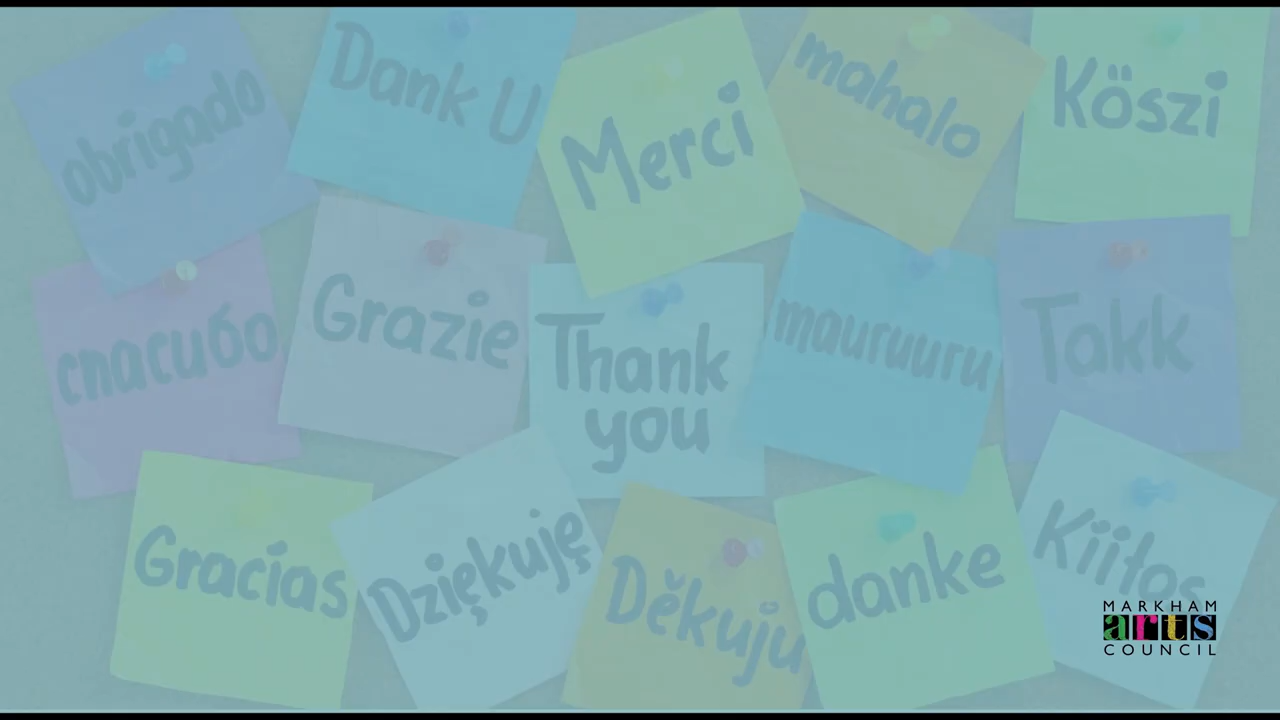 obrigado
Dank U
Merci
mahalo
Köszi
спасибо
Grazie
Thank
you
mauruuru
Takk
Gracias
Dziękuję
Děkuju
danke
Kiitos
MARKHAM
arts
COUNCIL